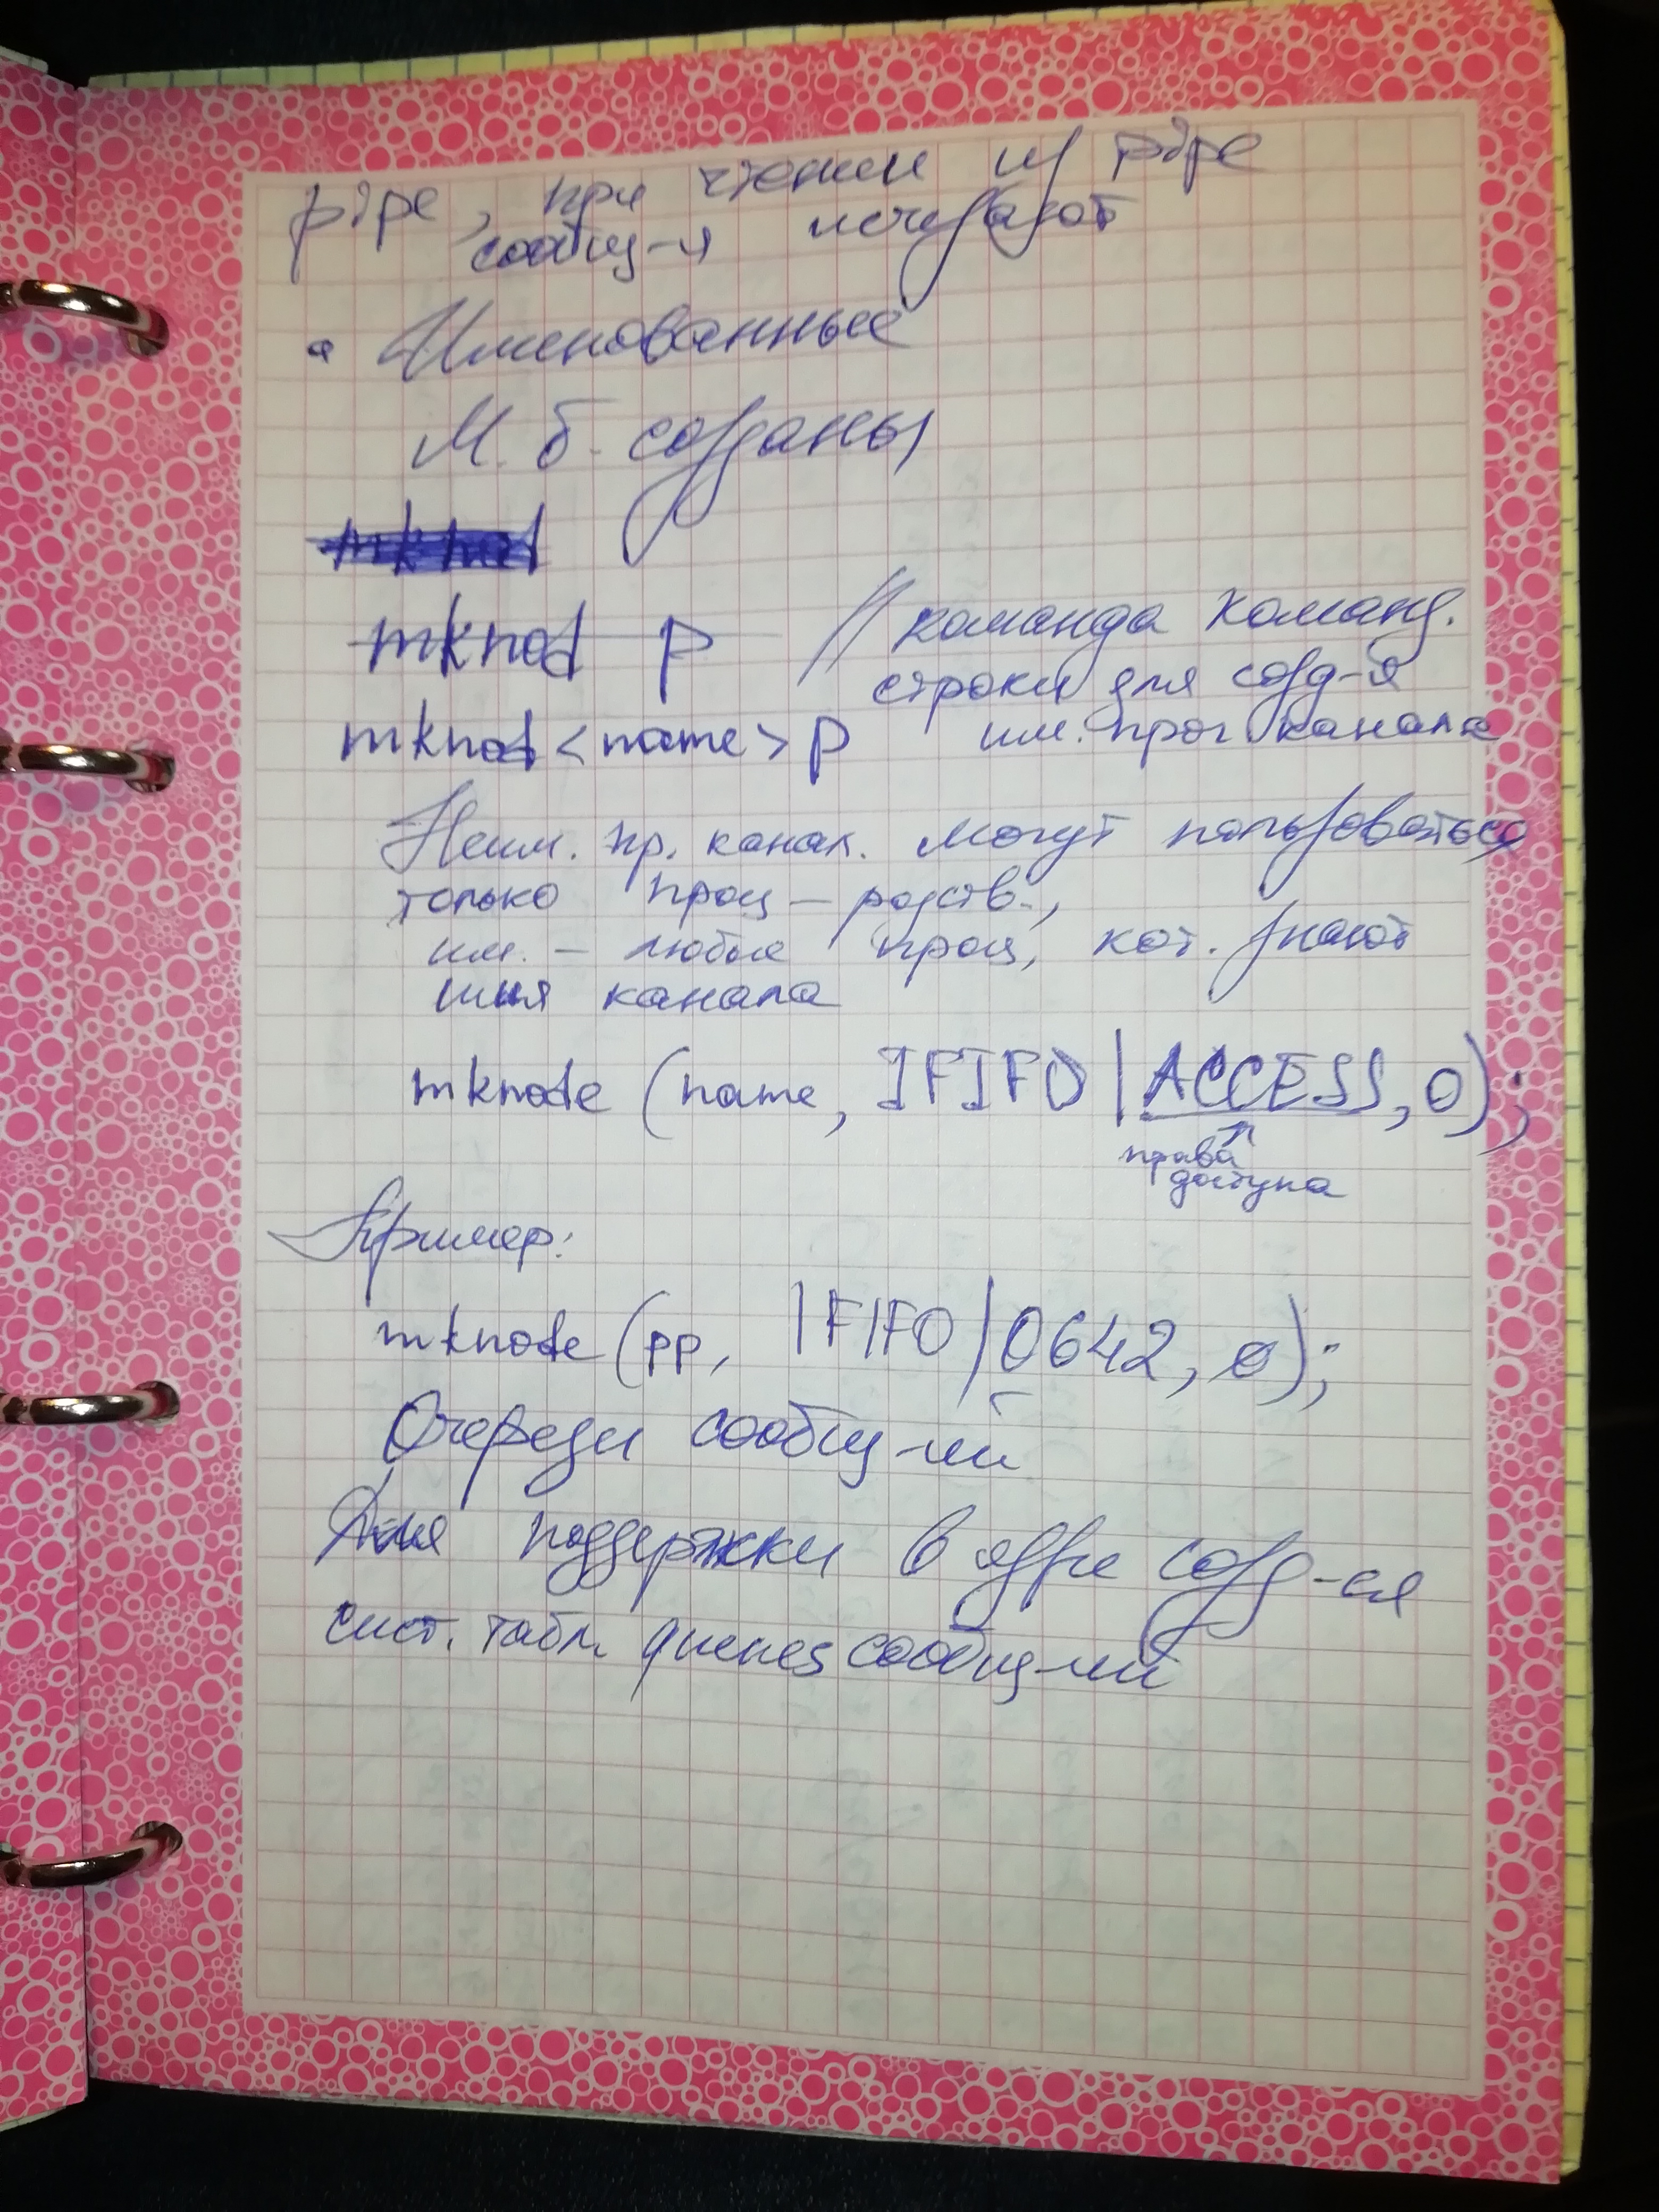 pipe, при чтении из pipe
сообщ-я исчезают
• Именованные
М. б. созданы
mknod p // команда команд.
строки для созд-я
mknod <name> p им. прог канала
Неим. пр. канал. могут пользоваться
только проц - родств.,
им. - любые проц, кот. знают
имя канала
mknode (name, IFIFO | ACCESS, 0);
права
доступа
Пример:
mknode (pp, IFIFO | 0642, 0);
Очереди сообщ-ий
Для поддержки в ядре созд-ся
сист. табл. queues сообщ-ий